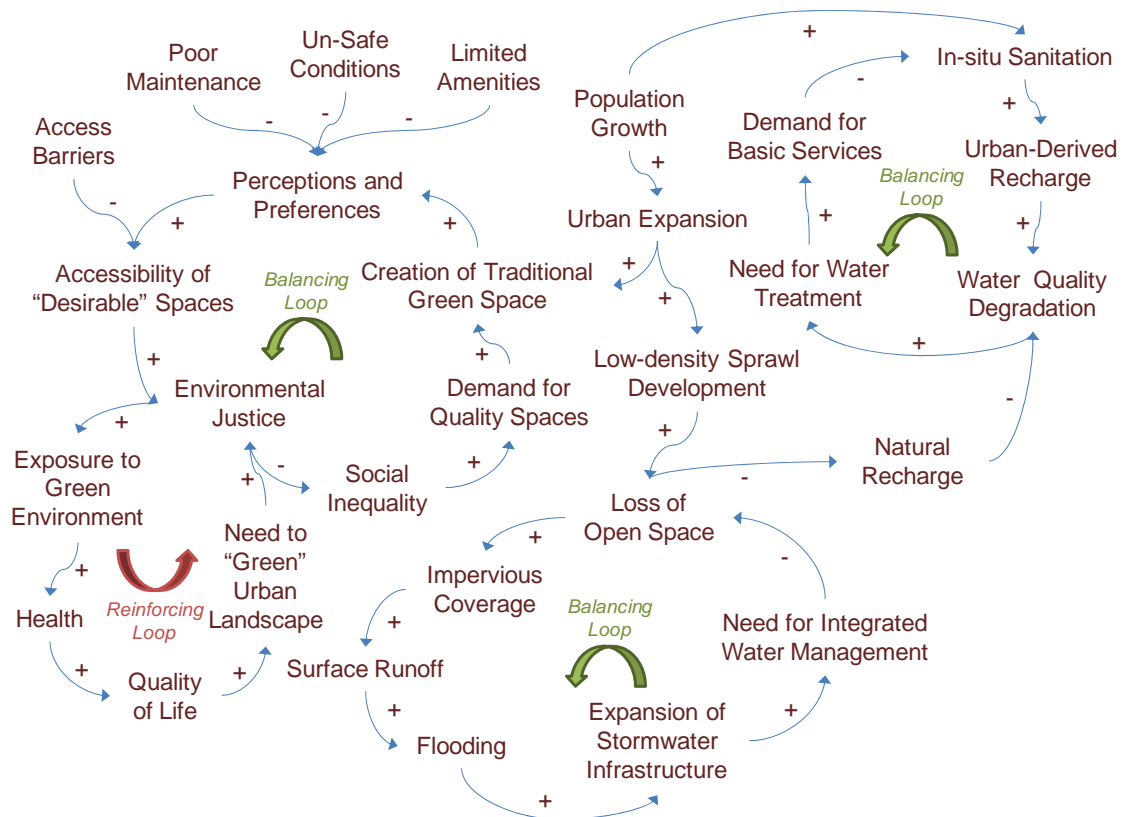 Poor
Maintenance
Un-Safe
Conditions
Limited
Amenities
+
In-situ Sanitation
Population
Growth
Demand for
Basic Services
-
+
Access
Barriers
-
-
-
Urban-Derived
Recharge
Perceptions and
Preferences
-
+
+
+
Urban Expansion
Balancing
Loop
+
+
Accessibility of
“Desirable” Spaces
Balancing
Loop
Creation of Traditional
Green Space
+
+
Need for Water
Treatment
Water Quality
Degradation
+
+
+
Low-density Sprawl
Development
-
Environmental
Justice
Demand for
Quality Spaces
+
+
Natural
Recharge
-
Exposure to
Green
Environment
+
-
Social
Inequality
+
Loss of
Open Space
Need to
“Green”
Urban
Landscape
+
-
+
Impervious
Coverage
Reinforcing
Loop
Health
+
Balancing
Loop
Need for Integrated
Water Management
+
+
Surface Runoff
Quality
of Life
+
Flooding
Expansion of
Stormwater
Infrastructure
+
+